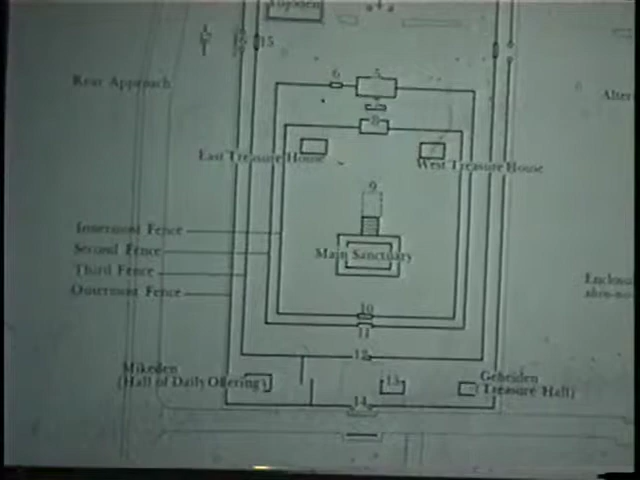 15
Rear Approach
6
5
7
8
East Treasure House
West Treasure House
9
Innermost Fence
Second Fence
Third Fence
Outermost Fence
Main Sanctuary
10
11
12
Mikeden
(Hall of Daily Offering)
13
Geheiden
(Treasure Hall)
14